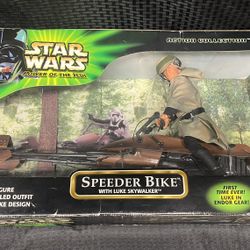 STAR
WARS
POWER OF THE JEDI
ACTION COLLECTION
SPEEDER BIKE
WITH LUKE SKYWALKER
FIRST
TIME EVER!
LUKE IN
ENDOR GEAR!
FIGURE
LED OUTFIT
KE DESIGN